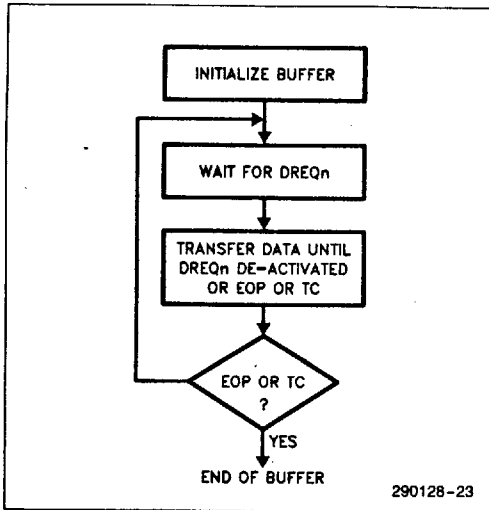 INITIALIZE BUFFER
WAIT FOR DREQn
TRANSFER DATA UNTIL
DREQn DE-ACTIVATED
OR EOP OR TC
EOP OR TC
?
YES
END OF BUFFER
290128-23